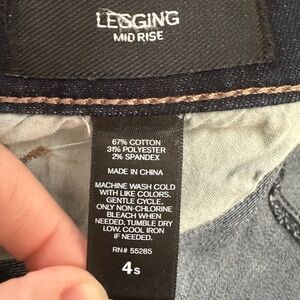 LEGGING
MID RISE
67% COTTON
31% POLYESTER
2% SPANDEX
MADE IN CHINA
MACHINE WASH COLD
WITH LIKE COLORS.
GENTLE CYCLE.
ONLY NON-CHLORINE
BLEACH WHEN
NEEDED. TUMBLE DRY
LOW. COOL IRON
IF NEEDED.
RN# 55285
4S